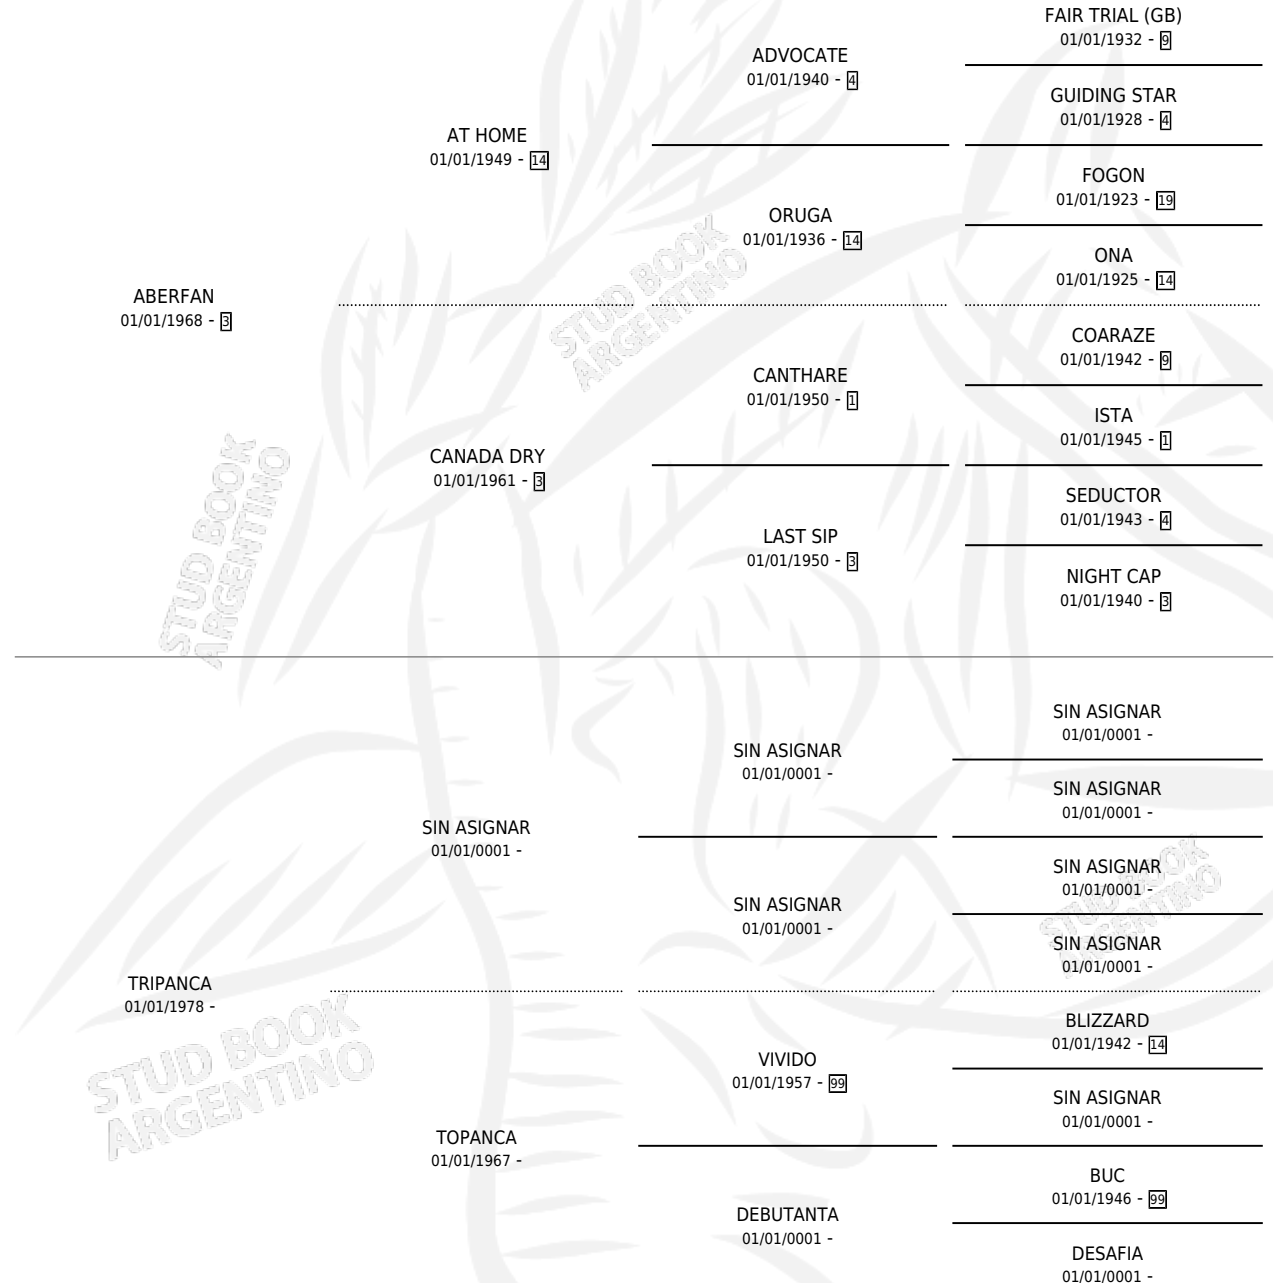 FAIR TRIAL (GB)
01/01/1932 - 9
ADVOCATE
01/01/1940 - 4
GUIDING STAR
01/01/1928 - 4
AT HOME
01/01/1949 - 14
FOGON
01/01/1923 - 19
ORUGA
01/01/1936 - 14
ONA
01/01/1925 - 14
ABERFAN
01/01/1968 - 3
COARAZE
01/01/1942 - 9
CANTHARE
01/01/1950 - 1
ISTA
01/01/1945 - 1
CANADA DRY
01/01/1961 - 3
SEDUCTOR
01/01/1943 - 4
LAST SIP
01/01/1950 - 3
NIGHT CAP
01/01/1940 - 3
SIN ASIGNAR
01/01/0001 -
SIN ASIGNAR
01/01/0001 -
SIN ASIGNAR
01/01/0001 -
SIN ASIGNAR
01/01/0001 -
SIN ASIGNAR
01/01/0001 -
SIN ASIGNAR
01/01/0001 -
SIN ASIGNAR
01/01/0001 -
TRIPANCA
01/01/1978 -
BLIZZARD
01/01/1942 - 14
VIVIDO
01/01/1957 - 99
SIN ASIGNAR
01/01/0001 -
TOPANCA
01/01/1967 -
BUC
01/01/1946 - 99
DEBUTANTA
01/01/0001 -
DESAFIA
01/01/0001 -
STUD BOOK
ARGENTINO
STUD BOOK
ARGENTINO
STUD BOOK
ARGENTINO
STUD BOOK
ARGENTINO